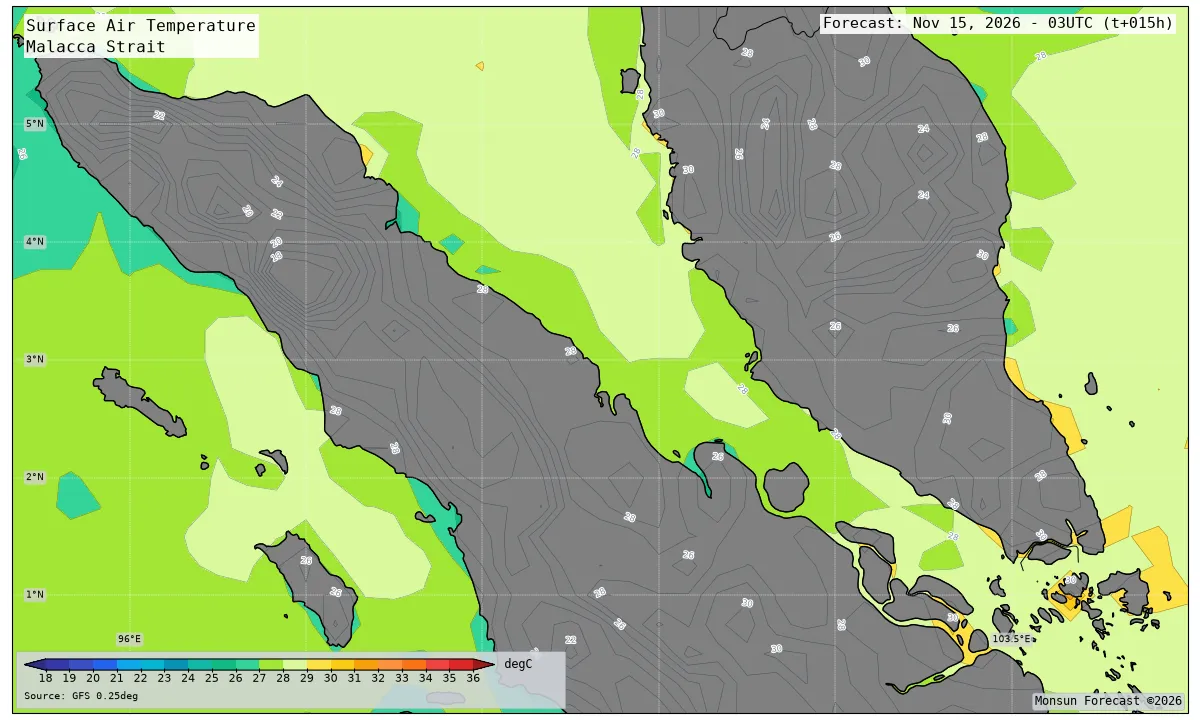 Surface Air Temperature
Malacca Strait
Forecast: Nov 15, 2026 - 03UTC (t+015h)
5°N
4°N
3°N
2°N
1°N
96°E
103.5°E
degC
18 19 20 21 22 23 24 25 26 27 28 29 30 31 32 33 34 35 36
Source: GFS 0.25deg
Monsun Forecast ©2026